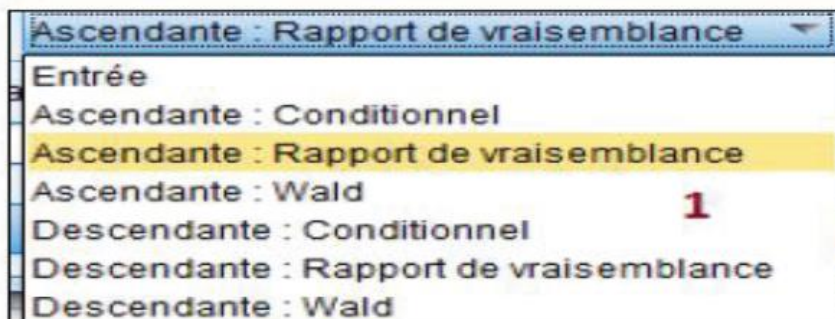 Ascendante : Rapport de vraisemblance
Entrée
Ascendante : Conditionnel
Ascendante : Rapport de vraisemblance
Ascendante : Wald
1
Descendante : Conditionnel
Descendante : Rapport de vraisemblance
Descendante : Wald